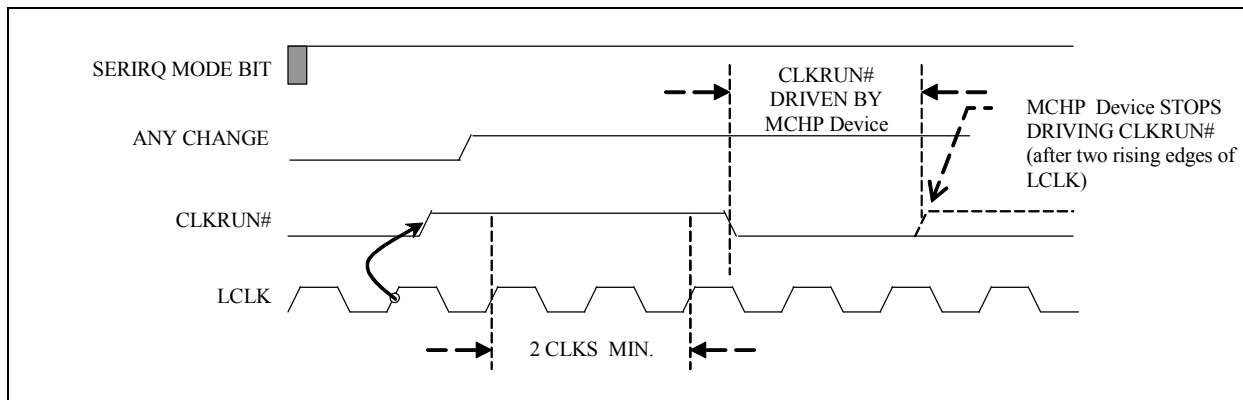 SERIRQ MODE BIT
CLKRUN#
DRIVEN BY
MCHP Device
MCHP Device STOPS
DRIVING CLKRUN#
(after two rising edges of
LCLK)
ANY CHANGE
CLKRUN#
LCLK
2 CLKS MIN.